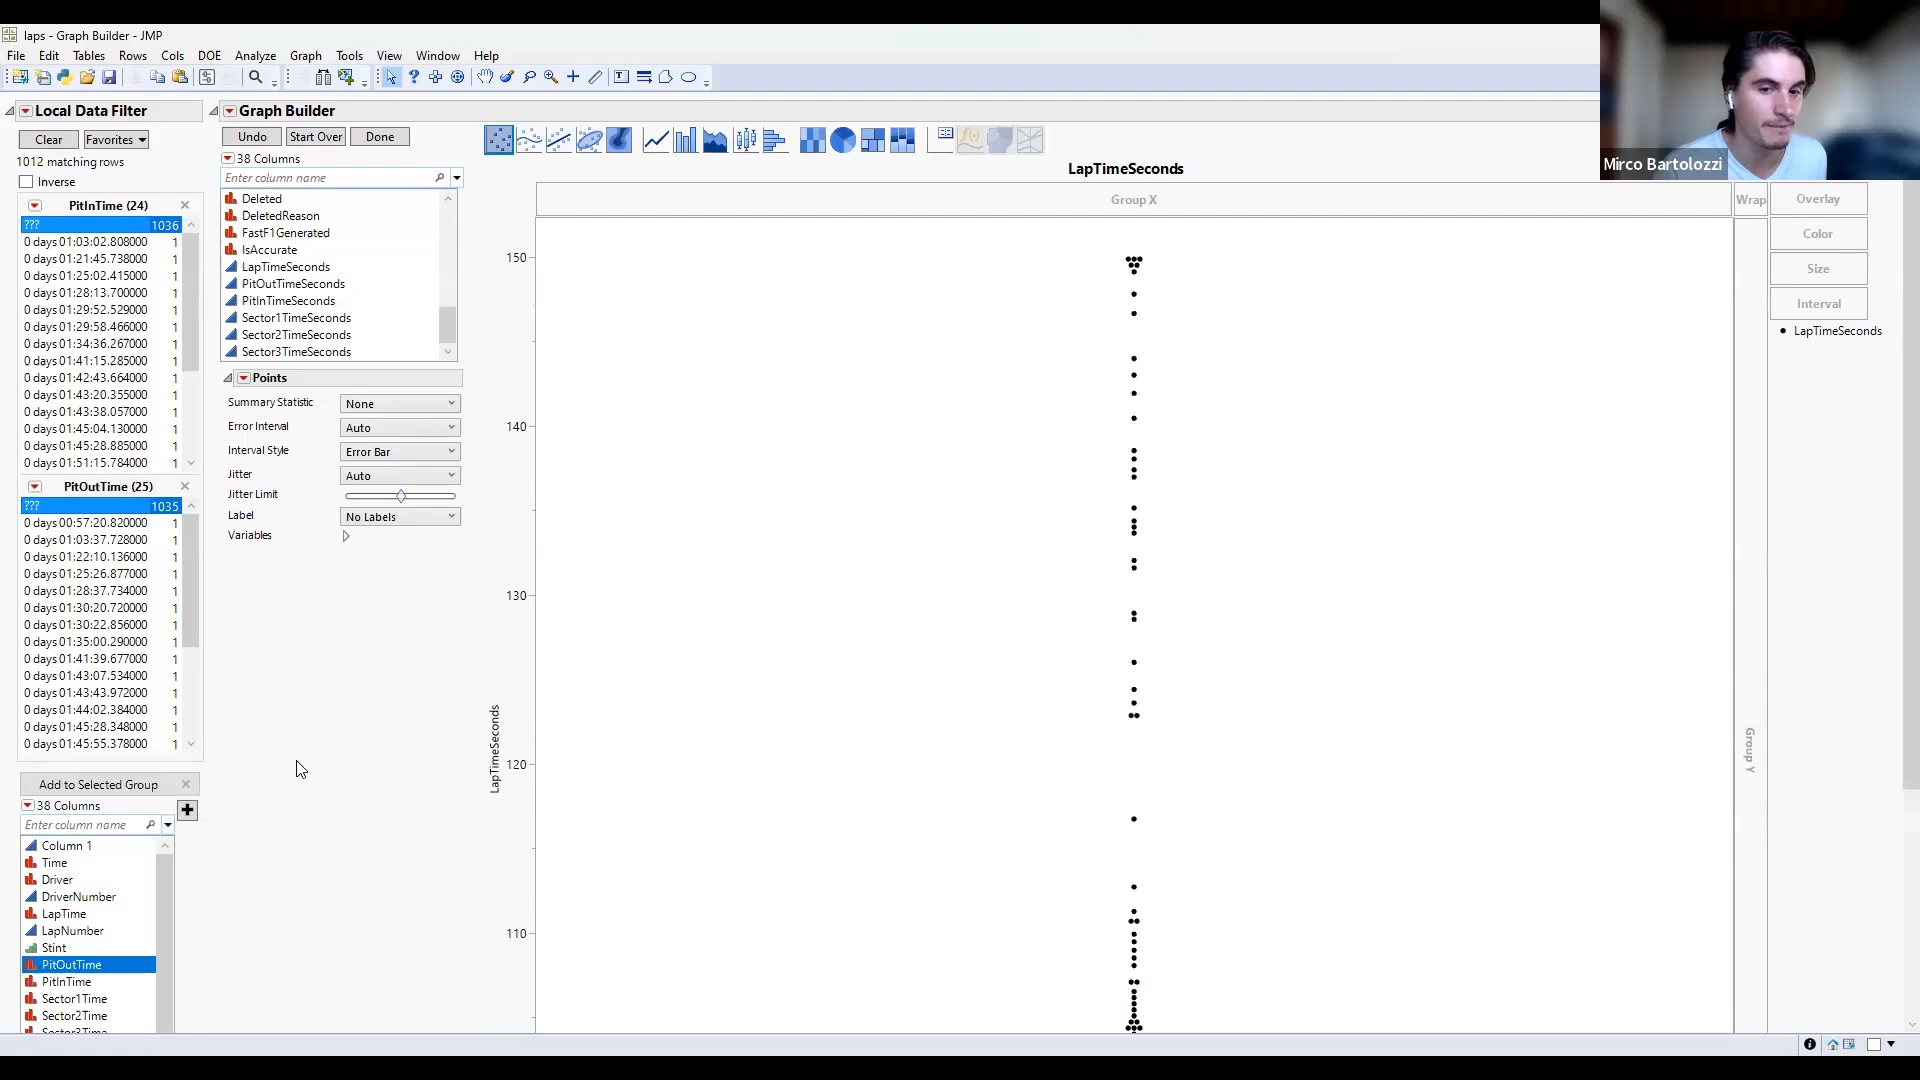 laps - Graph Builder - JMP
File Edit Tables Rows Cols DOE Analyze Graph Tools View Window Help
Local Data Filter
Clear Favorites
1012 matching rows
Inverse
PitInTime (24)
??? 1036
0 days 01:03:02.808000 1
0 days 01:21:45.738000 1
0 days 01:25:02.415000 1
0 days 01:28:13.700000 1
0 days 01:29:52.529000 1
0 days 01:29:58.466000 1
0 days 01:34:36.267000 1
0 days 01:41:15.285000 1
0 days 01:42:43.664000 1
0 days 01:43:20.355000 1
0 days 01:43:38.057000 1
0 days 01:45:04.130000 1
0 days 01:45:28.885000 1
0 days 01:51:15.784000 1
PitOutTime (25)
??? 1035
0 days 00:57:20.820000 1
0 days 01:03:37.728000 1
0 days 01:22:10.136000 1
0 days 01:25:26.877000 1
0 days 01:28:37.734000 1
0 days 01:30:20.720000 1
0 days 01:30:22.856000 1
0 days 01:35:00.290000 1
0 days 01:41:39.677000 1
0 days 01:43:07.534000 1
0 days 01:43:43.972000 1
0 days 01:44:02.384000 1
0 days 01:45:28.348000 1
0 days 01:45:55.378000 1
Add to Selected Group
38 Columns
Enter column name
Column 1
Time
Driver
DriverNumber
LapTime
LapNumber
Stint
PitOutTime
PitInTime
Sector1Time
Sector2Time
Sector3Time
Graph Builder
Undo Start Over Done
38 Columns
Enter column name
Deleted
DeletedReason
FastF1Generated
IsAccurate
LapTimeSeconds
PitOutTimeSeconds
PitInTimeSeconds
Sector1TimeSeconds
Sector2TimeSeconds
Sector3TimeSeconds
Points
Summary Statistic None
Error Interval Auto
Interval Style Error Bar
Jitter Auto
Jitter Limit
Label No Labels
Variables
LapTimeSeconds
Group X
Wrap
Overlay
Color
Size
Interval
LapTimeSeconds
150
140
130
120
110
LapTimeSeconds
Group Y
Mirco Bartolozzi